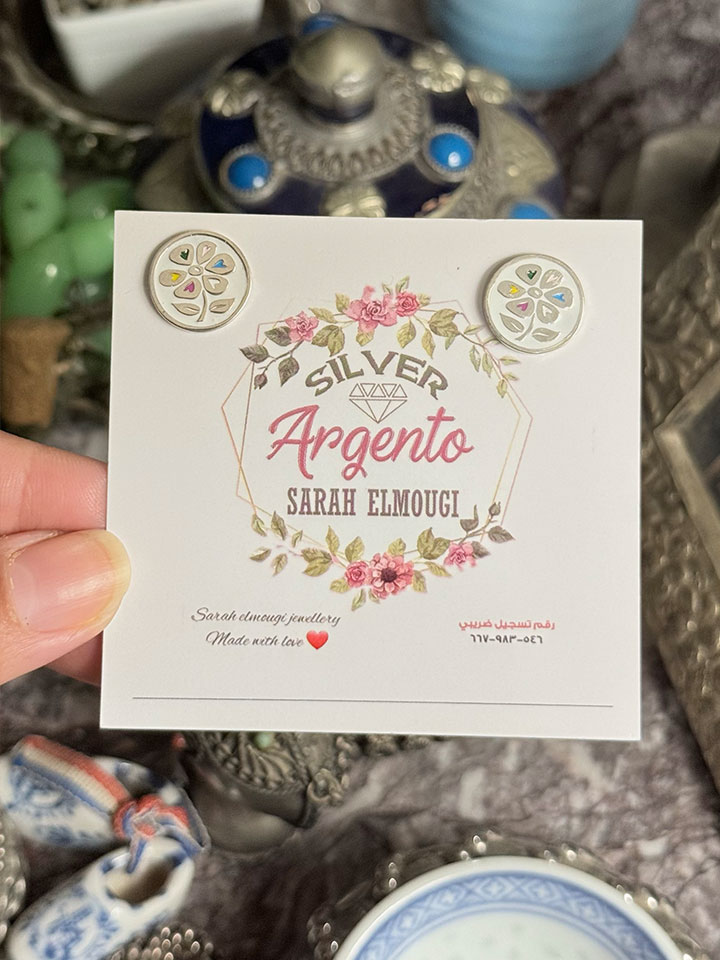 SILVER
Argento
SARAH ELMOUGI
Sarah elmougi jewellery
Made with love ❤️
رقم تسجيل ضريبي
٦٦٧-٩٨٣-٥٤٦